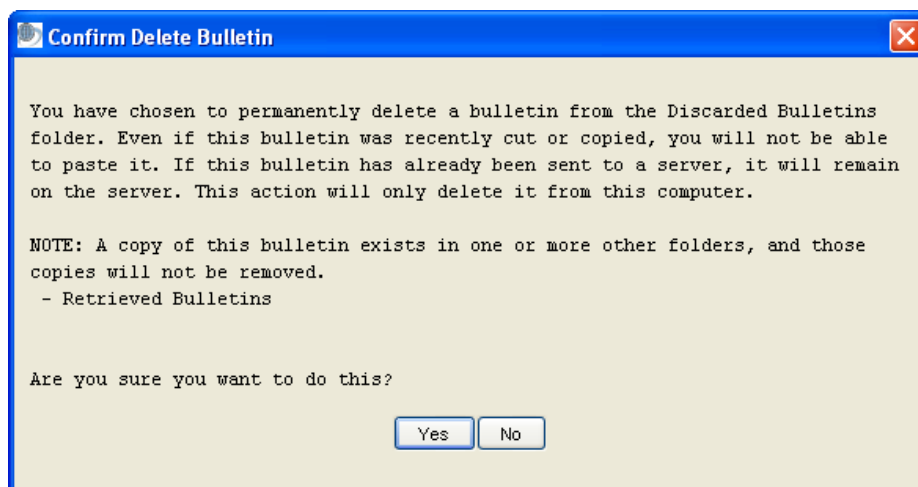 Confirm Delete Bulletin
You have chosen to permanently delete a bulletin from the Discarded Bulletins
folder. Even if this bulletin was recently cut or copied, you will not be able
to paste it. If this bulletin has already been sent to a server, it will remain
on the server. This action will only delete it from this computer.
NOTE: A copy of this bulletin exists in one or more other folders, and those
copies will not be removed.
- Retrieved Bulletins
Are you sure you want to do this?
Yes No